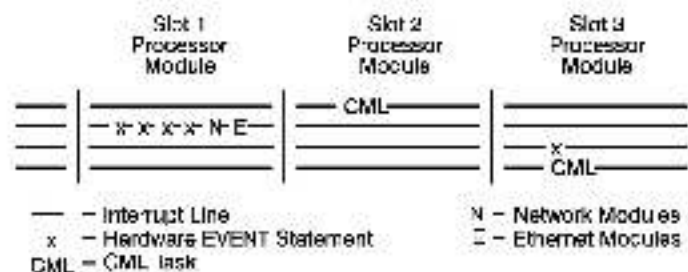 Slot 1 Processor Module
Slot 2 Processor Module
Slot 3 Processor Module
CML
x x x x N E
x
CML
— – Interrupt Line
x – Hardware EVENT Statement
CML – CML Task
N – Network Modules
E – Ethernet Modules